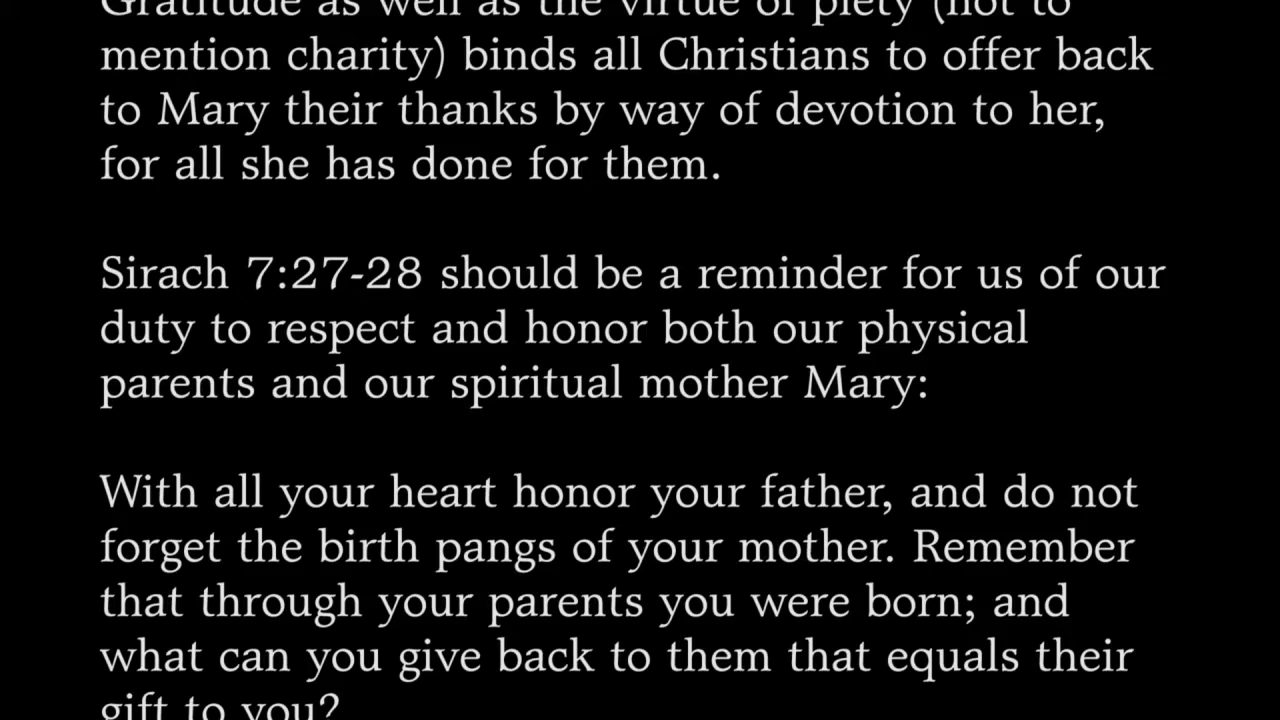 Gratitude as well as the virtue of piety (not to
mention charity) binds all Christians to offer back
to Mary their thanks by way of devotion to her,
for all she has done for them.
Sirach 7:27-28 should be a reminder for us of our
duty to respect and honor both our physical
parents and our spiritual mother Mary:
With all your heart honor your father, and do not
forget the birth pangs of your mother. Remember
that through your parents you were born; and
what can you give back to them that equals their
gift to you?